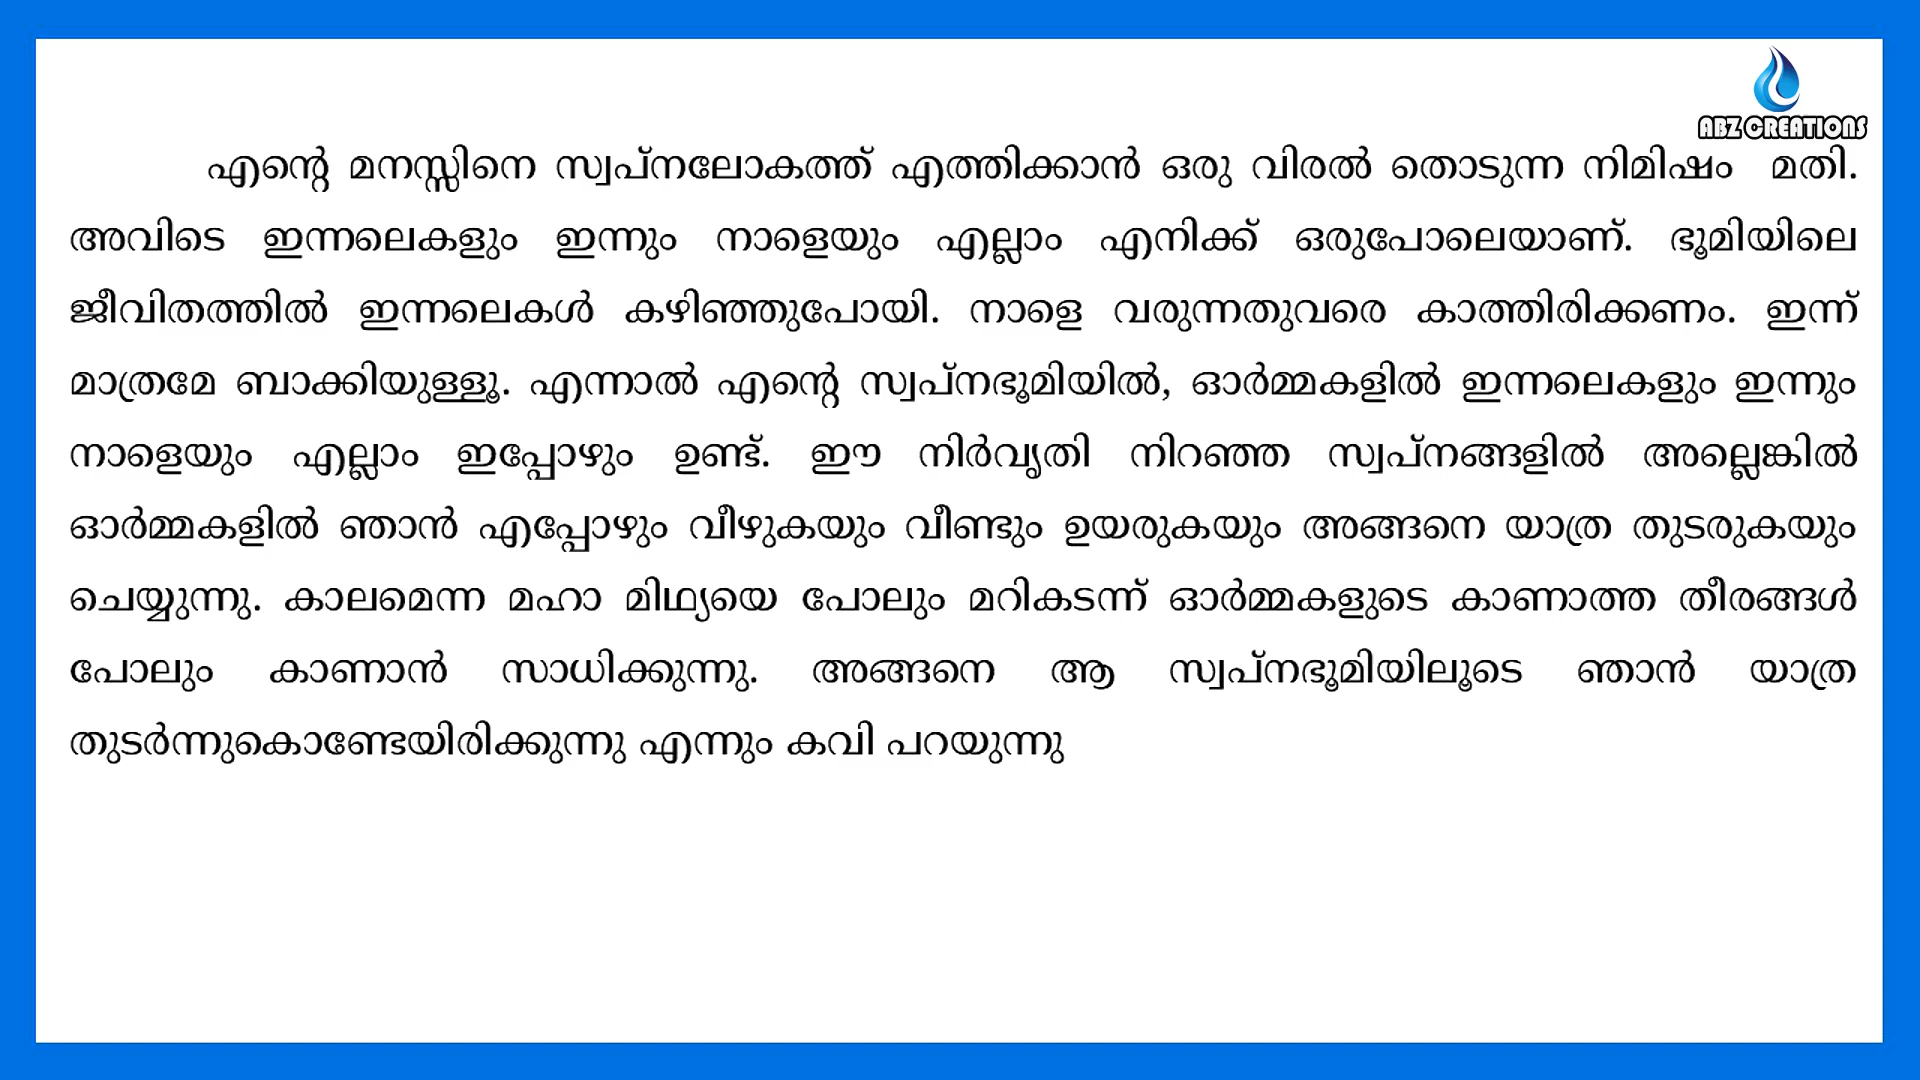 ABZ CREATIONS
എന്റെ മനസ്സിനെ സ്വപ്നലോകത്ത് എത്തിക്കാൻ ഒരു വിരൽ തൊടുന്ന നിമിഷം മതി.
അവിടെ ഇന്നലെകളും ഇന്നും നാളെയും എല്ലാം എനിക്ക് ഒരുപോലെയാണ്. ഭൂമിയിലെ
ജീവിതത്തിൽ ഇന്നലെകൾ കഴിഞ്ഞുപോയി. നാളെ വരുന്നതുവരെ കാത്തിരിക്കണം. ഇന്ന്
മാത്രമേ ബാക്കിയുള്ളൂ. എന്നാൽ എന്റെ സ്വപ്നഭൂമിയിൽ, ഓർമ്മകളിൽ ഇന്നലെകളും ഇന്നും
നാളെയും എല്ലാം ഇപ്പോഴും ഉണ്ട്. ഈ നിർവൃതി നിറഞ്ഞ സ്വപ്നങ്ങളിൽ അല്ലെങ്കിൽ
ഓർമ്മകളിൽ ഞാൻ എപ്പോഴും വീഴുകയും വീണ്ടും ഉയരുകയും അങ്ങനെ യാത്ര തുടരുകയും
ചെയ്യുന്നു. കാലമെന്ന മഹാ മിഥ്യയെ പോലും മറികടന്ന് ഓർമ്മകളുടെ കാണാത്ത തീരങ്ങൾ
പോലും കാണാൻ സാധിക്കുന്നു. അങ്ങനെ ആ സ്വപ്നഭൂമിയിലൂടെ ഞാൻ യാത്ര
തുടർന്നുകൊണ്ടേയിരിക്കുന്നു എന്നും കവി പറയുന്നു